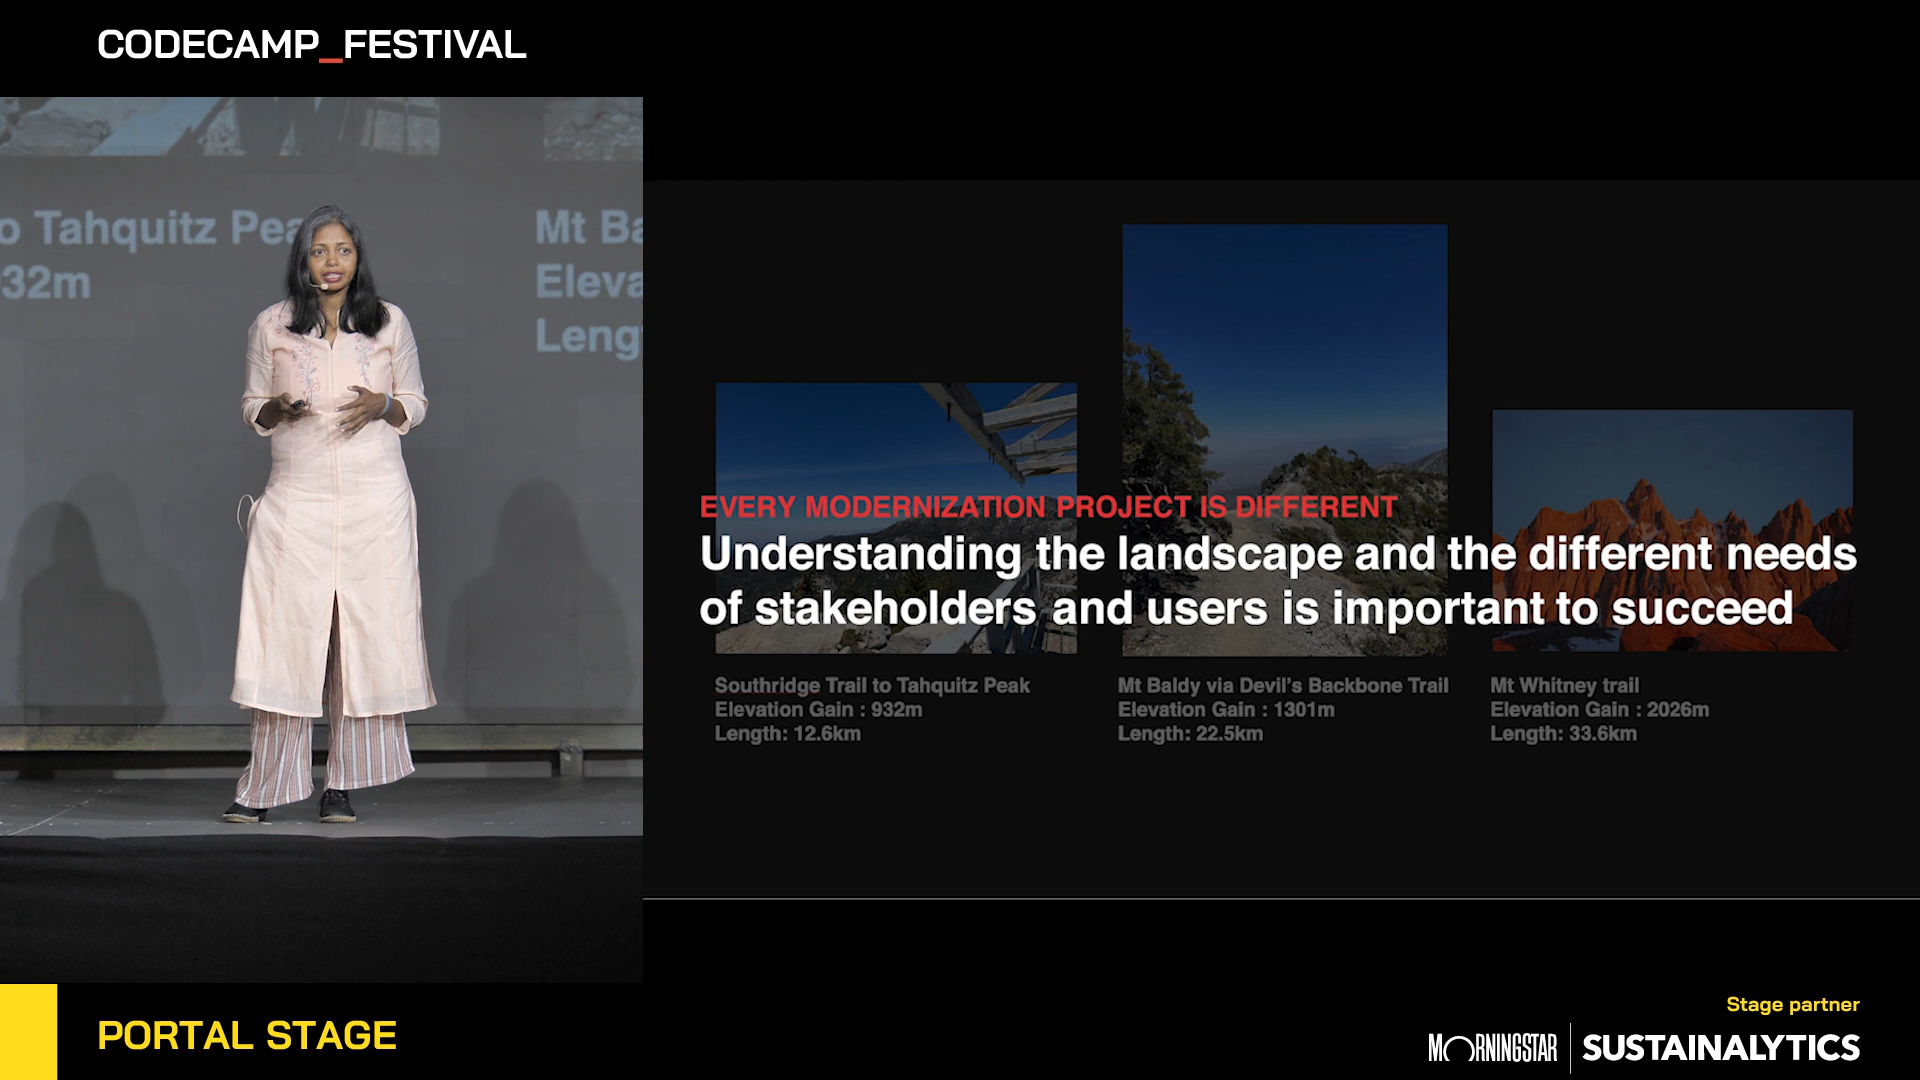 CODECAMP_FESTIVAL
o Tahquitz Pea
32m
Mt Ba
Eleva
Leng
EVERY MODERNIZATION PROJECT IS DIFFERENT
Understanding the landscape and the different needs
of stakeholders and users is important to succeed
Southridge Trail to Tahquitz Peak
Elevation Gain : 932m
Length: 12.6km
Mt Baldy via Devil's Backbone Trail
Elevation Gain : 1301m
Length: 22.5km
Mt Whitney trail
Elevation Gain : 2026m
Length: 33.6km
PORTAL STAGE
Stage partner
MORNINGSTAR | SUSTAINALYTICS